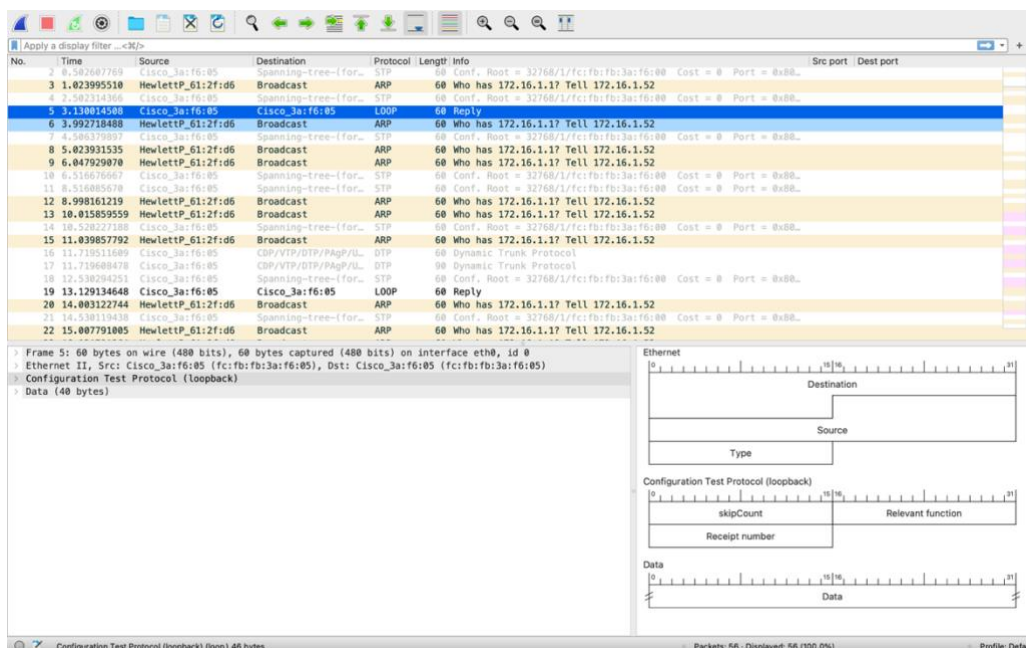 Apply a display filter ...<⌘/>
No. Time Source Destination Protocol Length Info Src port Dest port
2 0.502607769 Cisco_3a:f6:05 Spanning-tree-(for… STP 60 Conf. Root = 32768/1/fc:fb:fb:3a:f6:00 Cost = 0 Port = 0x80…
3 1.023995510 HewlettP_61:2f:d6 Broadcast ARP 60 Who has 172.16.1.1? Tell 172.16.1.52
4 2.502314366 Cisco_3a:f6:05 Spanning-tree-(for… STP 60 Conf. Root = 32768/1/fc:fb:fb:3a:f6:00 Cost = 0 Port = 0x80…
5 3.130014508 Cisco_3a:f6:05 Cisco_3a:f6:05 LOOP 60 Reply
6 3.992718488 HewlettP_61:2f:d6 Broadcast ARP 60 Who has 172.16.1.1? Tell 172.16.1.52
7 4.506379897 Cisco_3a:f6:05 Spanning-tree-(for… STP 60 Conf. Root = 32768/1/fc:fb:fb:3a:f6:00 Cost = 0 Port = 0x80…
8 5.023931535 HewlettP_61:2f:d6 Broadcast ARP 60 Who has 172.16.1.1? Tell 172.16.1.52
9 6.047929070 HewlettP_61:2f:d6 Broadcast ARP 60 Who has 172.16.1.1? Tell 172.16.1.52
10 6.516676667 Cisco_3a:f6:05 Spanning-tree-(for… STP 60 Conf. Root = 32768/1/fc:fb:fb:3a:f6:00 Cost = 0 Port = 0x80…
11 8.516085670 Cisco_3a:f6:05 Spanning-tree-(for… STP 60 Conf. Root = 32768/1/fc:fb:fb:3a:f6:00 Cost = 0 Port = 0x80…
12 8.998161219 HewlettP_61:2f:d6 Broadcast ARP 60 Who has 172.16.1.1? Tell 172.16.1.52
13 10.015859559 HewlettP_61:2f:d6 Broadcast ARP 60 Who has 172.16.1.1? Tell 172.16.1.52
14 10.520227188 Cisco_3a:f6:05 Spanning-tree-(for… STP 60 Conf. Root = 32768/1/fc:fb:fb:3a:f6:00 Cost = 0 Port = 0x80…
15 11.039857792 HewlettP_61:2f:d6 Broadcast ARP 60 Who has 172.16.1.1? Tell 172.16.1.52
16 11.719511609 Cisco_3a:f6:05 CDP/VTP/DTP/PAgP/U… DTP 60 Dynamic Trunk Protocol
17 11.719608478 Cisco_3a:f6:05 CDP/VTP/DTP/PAgP/U… DTP 90 Dynamic Trunk Protocol
18 12.530294251 Cisco_3a:f6:05 Spanning-tree-(for… STP 60 Conf. Root = 32768/1/fc:fb:fb:3a:f6:00 Cost = 0 Port = 0x80…
19 13.129134648 Cisco_3a:f6:05 Cisco_3a:f6:05 LOOP 60 Reply
20 14.003122744 HewlettP_61:2f:d6 Broadcast ARP 60 Who has 172.16.1.1? Tell 172.16.1.52
21 14.530119438 Cisco_3a:f6:05 Spanning-tree-(for… STP 60 Conf. Root = 32768/1/fc:fb:fb:3a:f6:00 Cost = 0 Port = 0x80…
22 15.007791005 HewlettP_61:2f:d6 Broadcast ARP 60 Who has 172.16.1.1? Tell 172.16.1.52
Frame 5: 60 bytes on wire (480 bits), 60 bytes captured (480 bits) on interface eth0, id 0
Ethernet II, Src: Cisco_3a:f6:05 (fc:fb:fb:3a:f6:05), Dst: Cisco_3a:f6:05 (fc:fb:fb:3a:f6:05)
Configuration Test Protocol (loopback)
Data (40 bytes)
Ethernet
0 15 16 31
Destination
Source
Type
Configuration Test Protocol (loopback)
0 15 16 31
skipCount Relevant function
Receipt number
Data
0 15 16 31
Data
Configuration Test Protocol (loopback) (loop), 46 bytes
Packets: 56 · Displayed: 56 (100.0%)
Profile: Defa